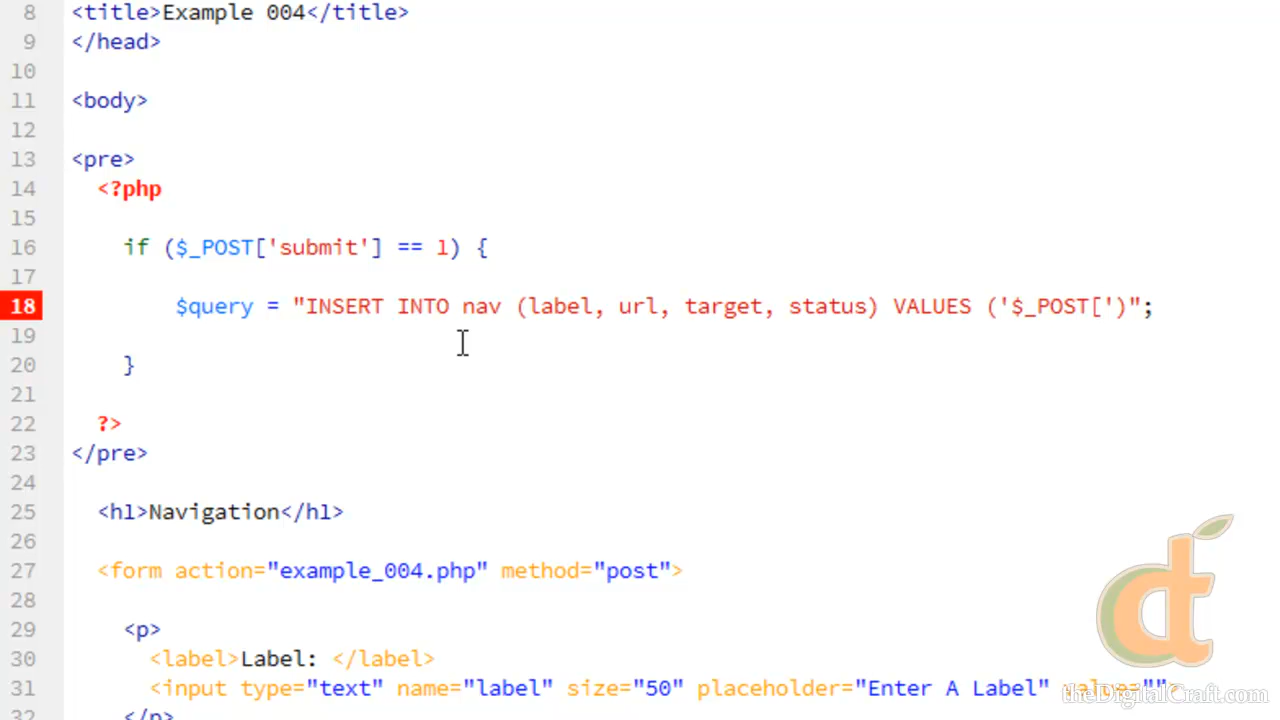 8 <title>Example 004</title>
9 </head>
10
11 <body>
12
13 <pre>
14 <?php
15
16 if ($_POST['submit'] == 1) {
17
18 $query = "INSERT INTO nav (label, url, target, status) VALUES ('$_POST[')";
19
20 }
21
22 ?>
23 </pre>
24
25 <h1>Navigation</h1>
26
27 <form action="example_004.php" method="post">
28
29 <p>
30 <label>Label: </label>
31 <input type="text" name="label" size="50" placeholder="Enter A Label" value="">
32 </p>
theDigitalCraft.com